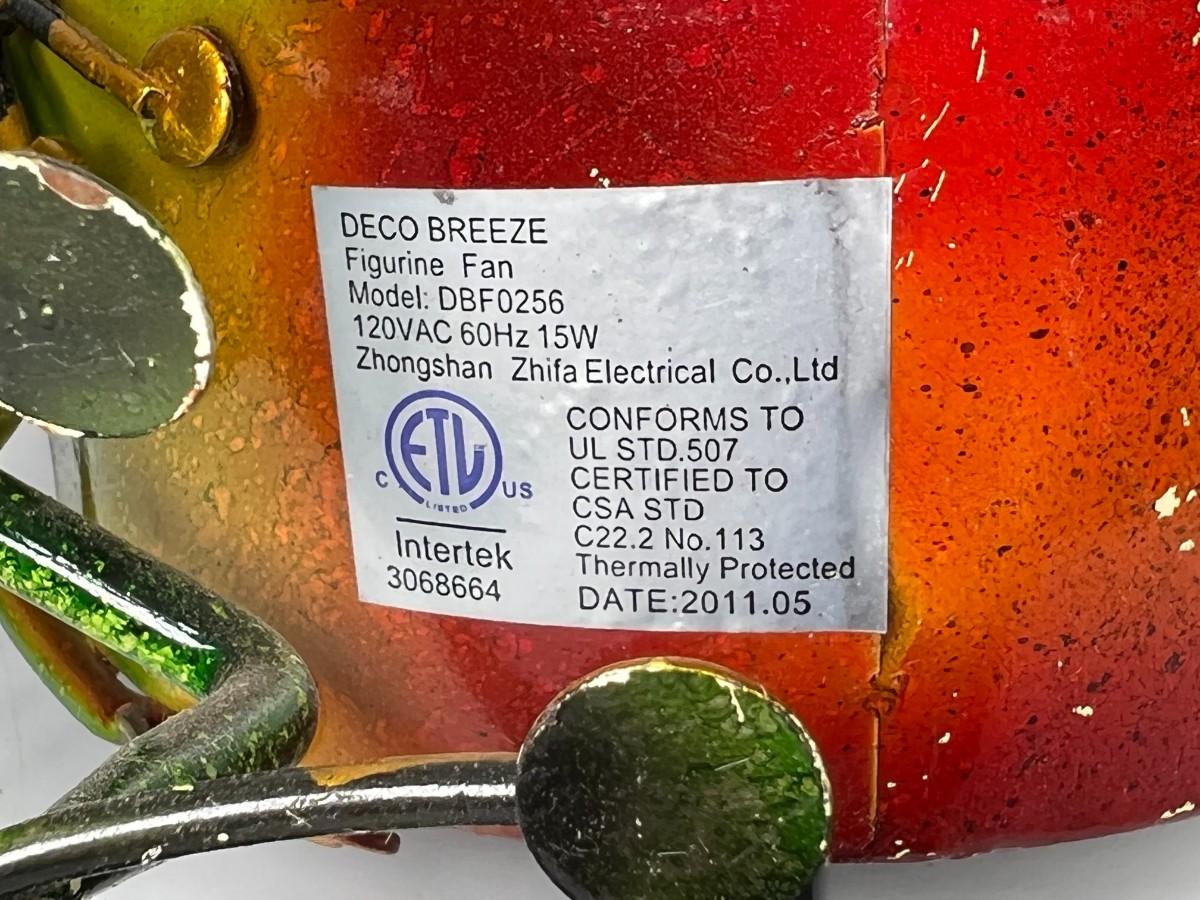 DECO BREEZE
Figurine Fan
Model: DBF0256
120VAC 60Hz 15W
Zhongshan Zhifa Electrical Co.,Ltd
ETL
C US
LISTED
Intertek
3068664
CONFORMS TO
UL STD.507
CERTIFIED TO
CSA STD
C22.2 No.113
Thermally Protected
DATE:2011.05